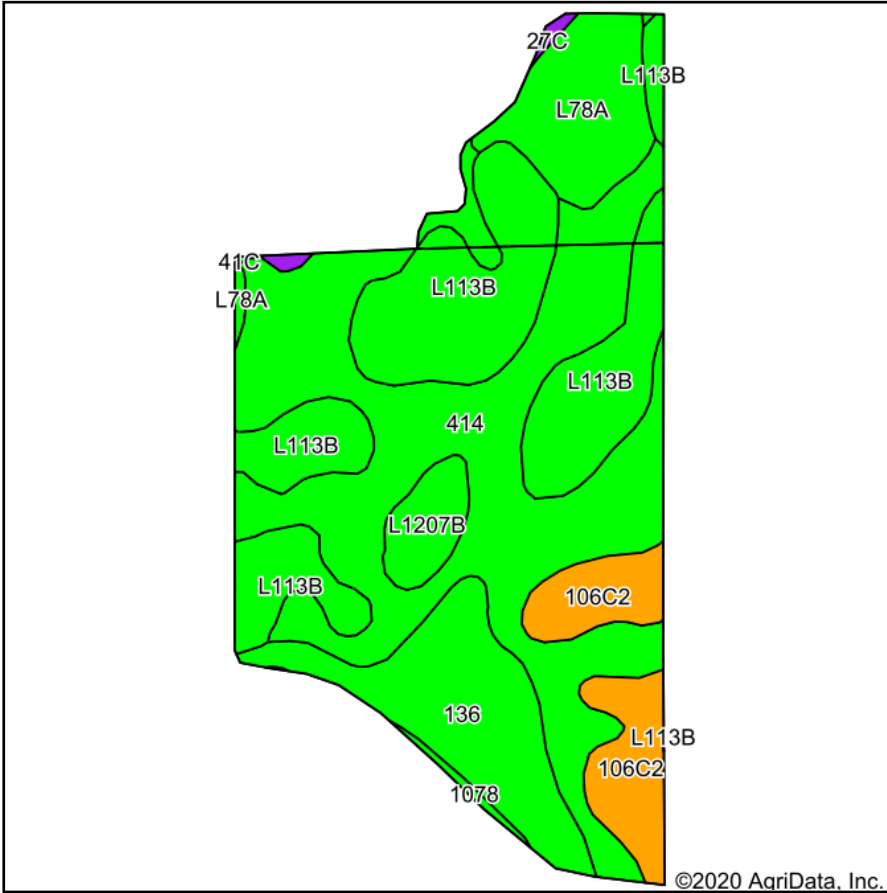 27C
L113B
L78A
41C
L113B
L78A
L113B
414
L113B
L1207B
L113B
106C2
136
L113B
106C2
1078
©2020 AgriData, Inc.